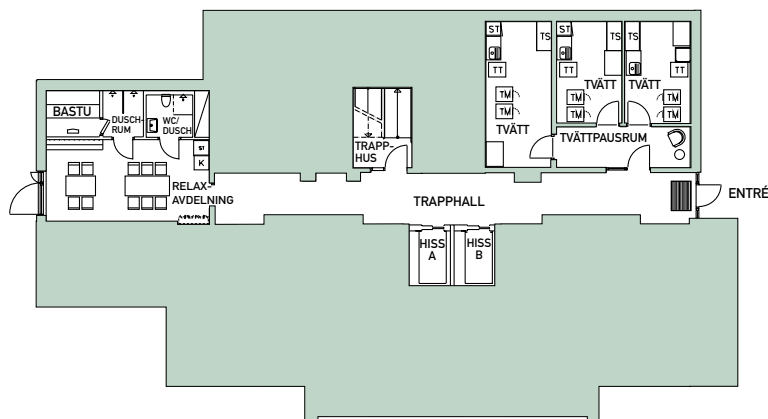 ST
TS
ST
TS
TS
TT
TT
TT
TVÄTT
TVÄTT
TM
TM
TM
TM
TM
TM
TVÄTT
TVÄTTPAUSRUM
BASTU
DUSCH-
RUM
WC/
DUSCH
ST
K
TRAPP-
HUS
RELAX-
AVDELNING
TRAPPHALL
ENTRÉ
HISS
A
HISS
B